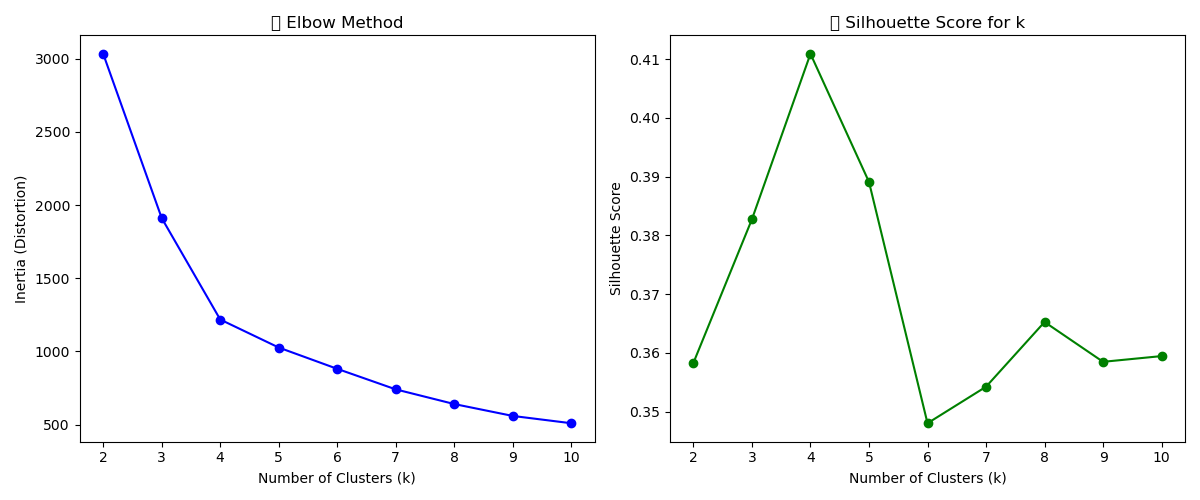 Elbow Method
Inertia (Distortion)
3000
2500
2000
1500
1000
500
2 3 4 5 6 7 8 9 10
Number of Clusters (k)
Silhouette Score for k
Silhouette Score
0.41
0.40
0.39
0.38
0.37
0.36
0.35
2 3 4 5 6 7 8 9 10
Number of Clusters (k)